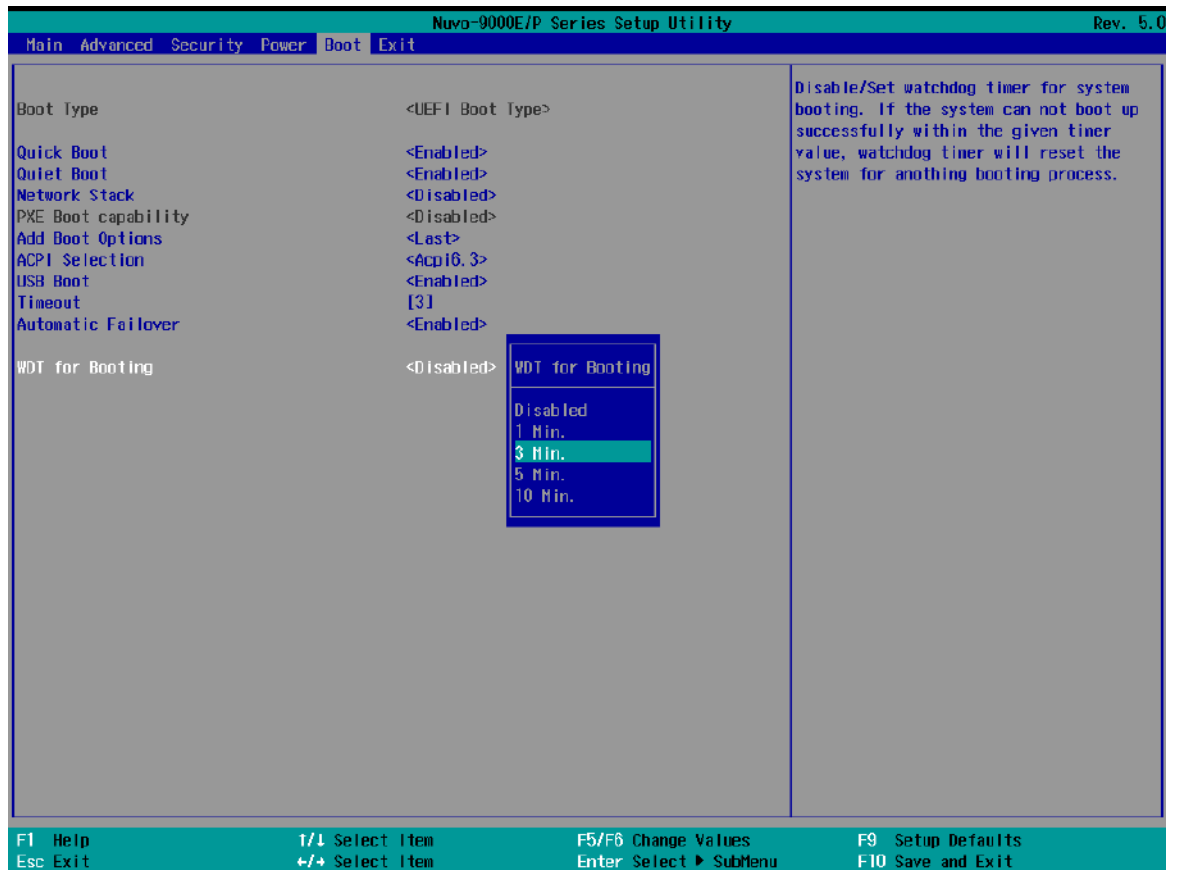 Nuvo-9000E/P Series Setup Utility Rev. 5.0
Main Advanced Security Power Boot Exit
Boot Type <UEFI Boot Type>
Quick Boot <Enabled>
Quiet Boot <Enabled>
Network Stack <Disabled>
PXE Boot capability <Disabled>
Add Boot Options <Last>
ACPI Selection <Acpi6.3>
USB Boot <Enabled>
Timeout [3]
Automatic Failover <Enabled>
WDT for Booting <Disabled>
WDT for Booting
Disabled
1 Min.
3 Min.
5 Min.
10 Min.
Disable/Set watchdog timer for system
booting. If the system can not boot up
successfully within the given timer
value, watchdog timer will reset the
system for anothing booting process.
F1 Help ↑/↓ Select Item F5/F6 Change Values F9 Setup Defaults
Esc Exit ←/→ Select Item Enter Select ▶ SubMenu F10 Save and Exit